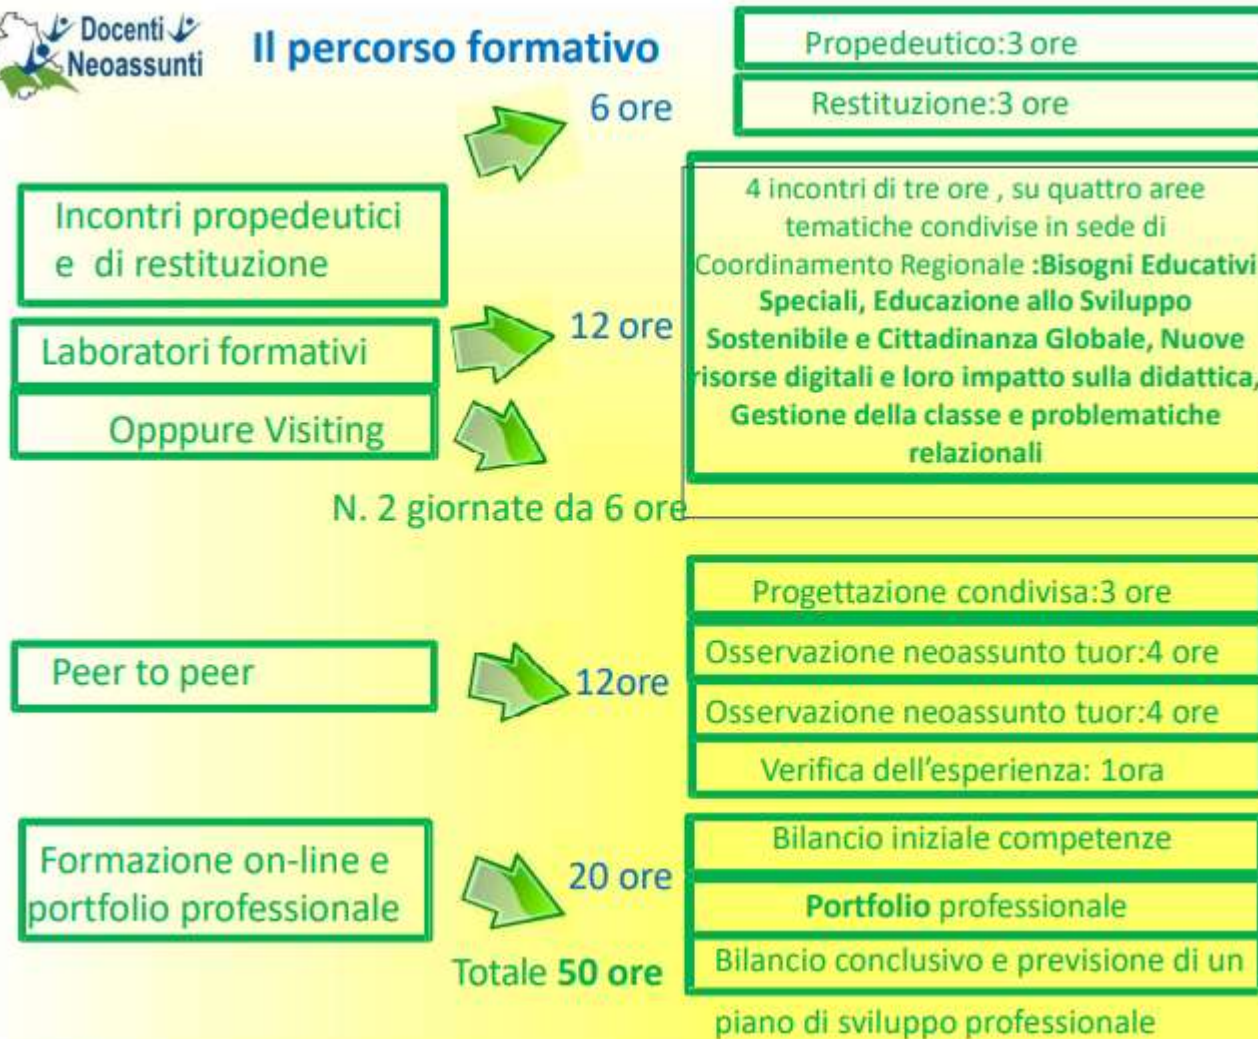 Docenti
Neoassunti
Il percorso formativo
Propedeutico:3 ore
Restituzione:3 ore
6 ore
Incontri propedeutici
e di restituzione
4 incontri di tre ore , su quattro aree
tematiche condivise in sede di
Coordinamento Regionale :Bisogni Educativi
Speciali, Educazione allo Sviluppo
Sostenibile e Cittadinanza Globale, Nuove
risorse digitali e loro impatto sulla didattica,
Gestione della classe e problematiche
relazionali
Laboratori formativi
12 ore
Opppure Visiting
N. 2 giornate da 6 ore
Peer to peer
12ore
Progettazione condivisa:3 ore
Osservazione neoassunto tuor:4 ore
Osservazione neoassunto tuor:4 ore
Verifica dell'esperienza: 1ora
Formazione on-line e
portfolio professionale
20 ore
Bilancio iniziale competenze
Portfolio professionale
Bilancio conclusivo e previsione di un
piano di sviluppo professionale
Totale 50 ore